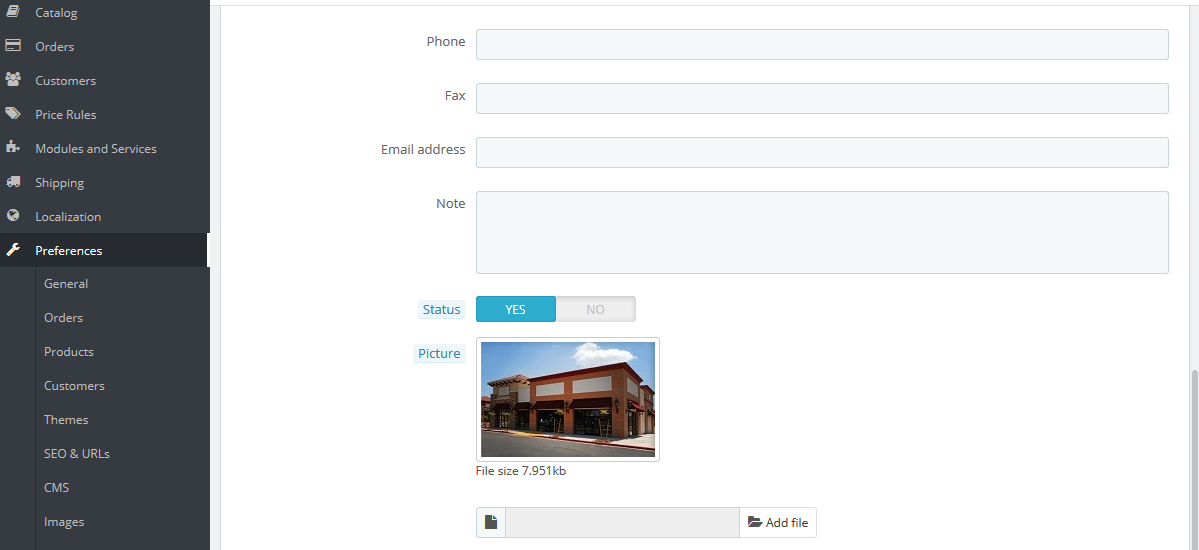 Catalog
Orders
Customers
Price Rules
Modules and Services
Shipping
Localization
Preferences
General
Orders
Products
Customers
Themes
SEO & URLs
CMS
Images
Phone
Fax
Email address
Note
Status YES NO
Picture
File size 7.951kb
Add file